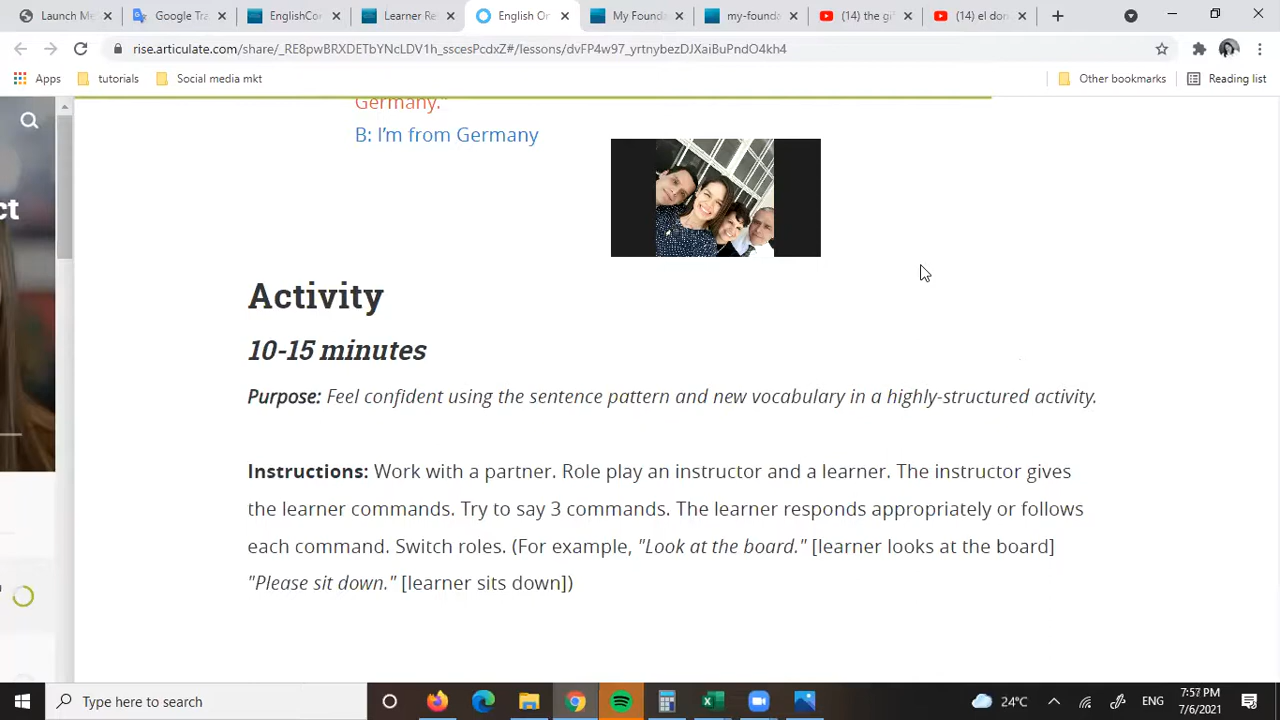 Launch Me
Google Tra
EnglishCor
Learner Re
English On
My Found
my-founda
(14) the gi
(14) el dor
rise.articulate.com/share/_RE8pwBRXDETbYNcLDV1h_sscesPcdxZ#/lessons/dvFP4w97_yrtnybezDJXaiBuPndO4kh4
Apps
tutorials
Social media mkt
Other bookmarks
Reading list
ct
Germany."
B: I'm from Germany
Activity
10-15 minutes
Purpose: Feel confident using the sentence pattern and new vocabulary in a highly-structured activity.
Instructions: Work with a partner. Role play an instructor and a learner. The instructor gives
the learner commands. Try to say 3 commands. The learner responds appropriately or follows
each command. Switch roles. (For example, "Look at the board." [learner looks at the board]
"Please sit down." [learner sits down])
Type here to search
24°C
ENG
7:57 PM
7/6/2021